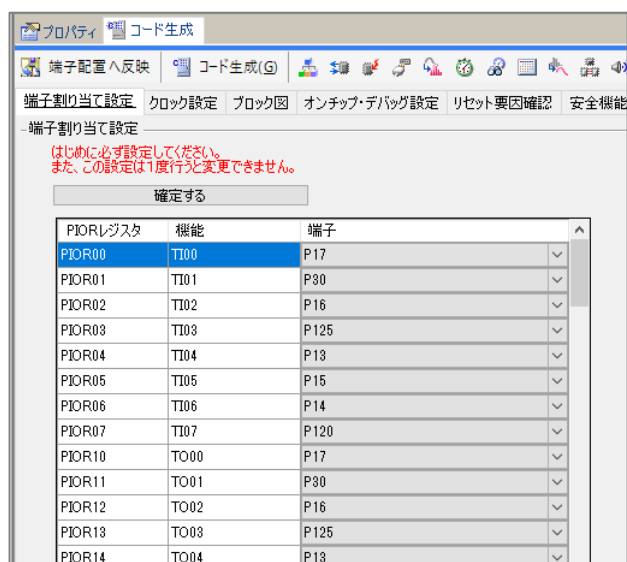 プロパティ コード生成
端子配置へ反映 コード生成(G)
端子割り当て設定 クロック設定 ブロック図 オンチップ・デバッグ設定 リセット要因確認 安全機能
端子割り当て設定
はじめに必ず設定してください。
また、この設定は1度行うと変更できません。
確定する
PIORレジスタ 機能 端子
PIOR00 TI00 P17
PIOR01 TI01 P30
PIOR02 TI02 P16
PIOR03 TI03 P125
PIOR04 TI04 P13
PIOR05 TI05 P15
PIOR06 TI06 P14
PIOR07 TI07 P120
PIOR10 TO00 P17
PIOR11 TO01 P30
PIOR12 TO02 P16
PIOR13 TO03 P125
PIOR14 TO04 P13